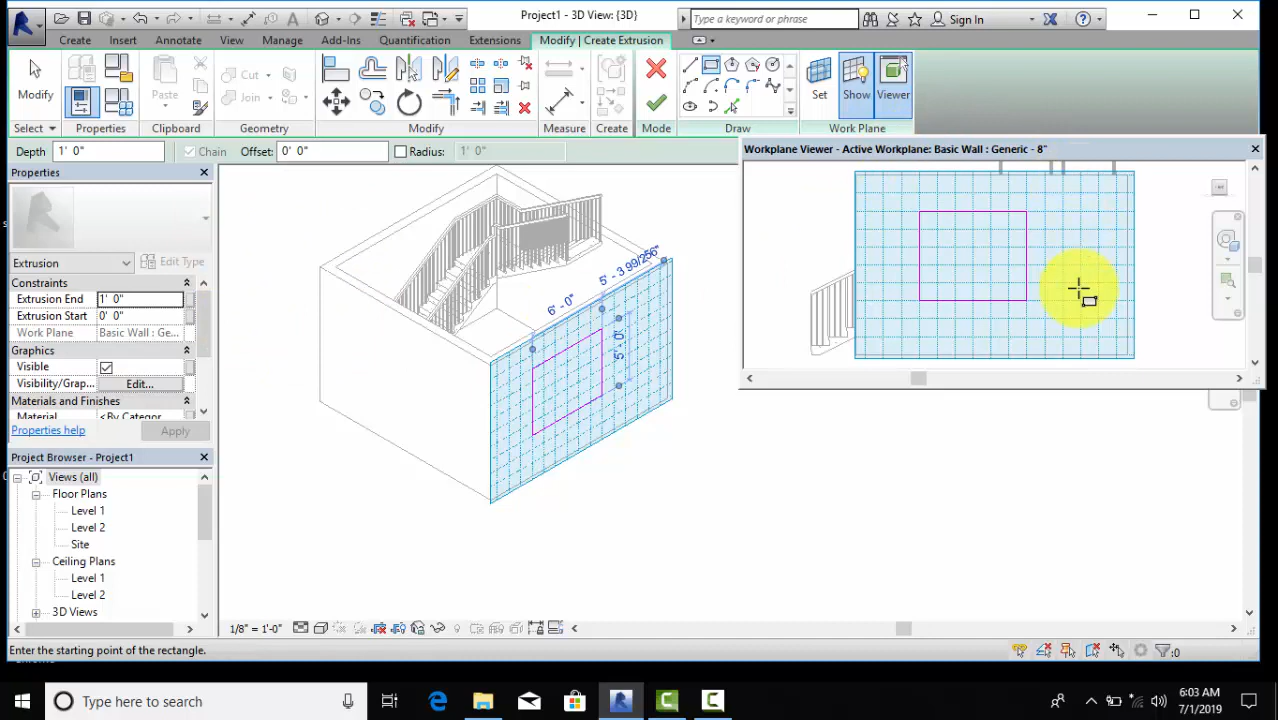 Project1 - 3D View: {3D}
Type a keyword or phrase
Sign In
Create Insert Annotate View Manage Add-Ins Quantification Extensions Modify | Create Extrusion
Modify
Paste
Cut
Join
Create
Set
Show
Viewer
Select Properties Clipboard Geometry Modify Measure Create Mode Draw Work Plane
Depth 1' 0" Chain Offset: 0' 0" Radius: 1' 0"
Workplane Viewer - Active Workplane: Basic Wall : Generic - 8"
Properties
Extrusion
Edit Type
Constraints
Extrusion End 1' 0"
Extrusion Start 0' 0"
Work Plane Basic Wall : Ge...
Graphics
Visible
Visibility/Grap... Edit...
Materials and Finishes
Material <By Categor
Properties help
Apply
Project Browser - Project1
Views (all)
Floor Plans
Level 1
Level 2
Site
Ceiling Plans
Level 1
Level 2
3D Views
6' - 0"
5' - 3 99/256"
5' - 0"
1/8" = 1'-0"
Enter the starting point of the rectangle.
:0
Type here to search
6:03 AM
7/1/2019